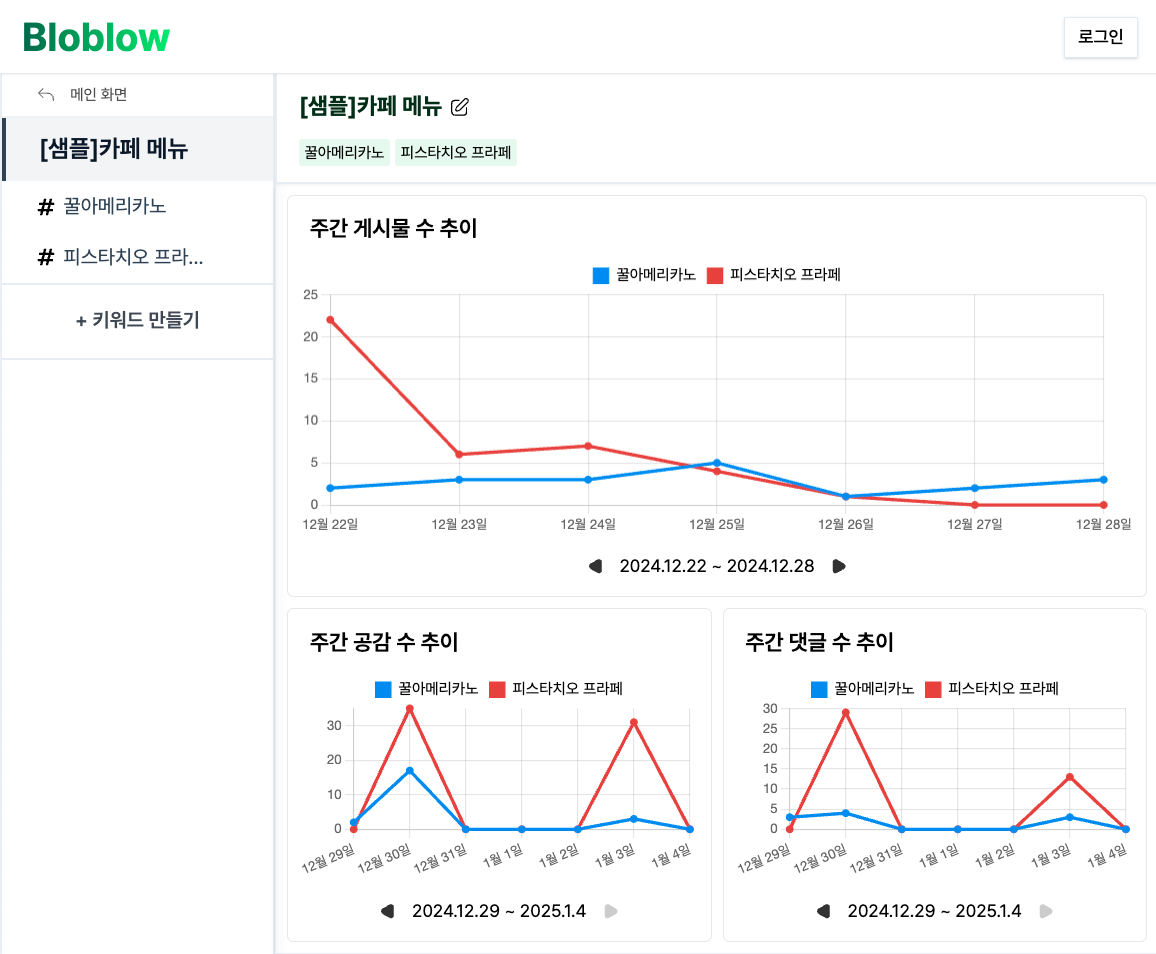 Bloblow
로그인
메인 화면
[샘플]카페 메뉴
# 꿀아메리카노
# 피스타치오 프라...
+ 키워드 만들기
[샘플]카페 메뉴
꿀아메리카노 피스타치오 프라페
주간 게시물 수 추이
꿀아메리카노 피스타치오 프라페
25
20
15
10
5
0
12월 22일 12월 23일 12월 24일 12월 25일 12월 26일 12월 27일 12월 28일
2024.12.22 ~ 2024.12.28
주간 공감 수 추이
꿀아메리카노 피스타치오 프라페
30
20
10
0
12월 29일 12월 30일 12월 31일 1월 1일 1월 2일 1월 3일 1월 4일
2024.12.29 ~ 2025.1.4
주간 댓글 수 추이
꿀아메리카노 피스타치오 프라페
30
25
20
15
10
5
0
12월 29일 12월 30일 12월 31일 1월 1일 1월 2일 1월 3일 1월 4일
2024.12.29 ~ 2025.1.4